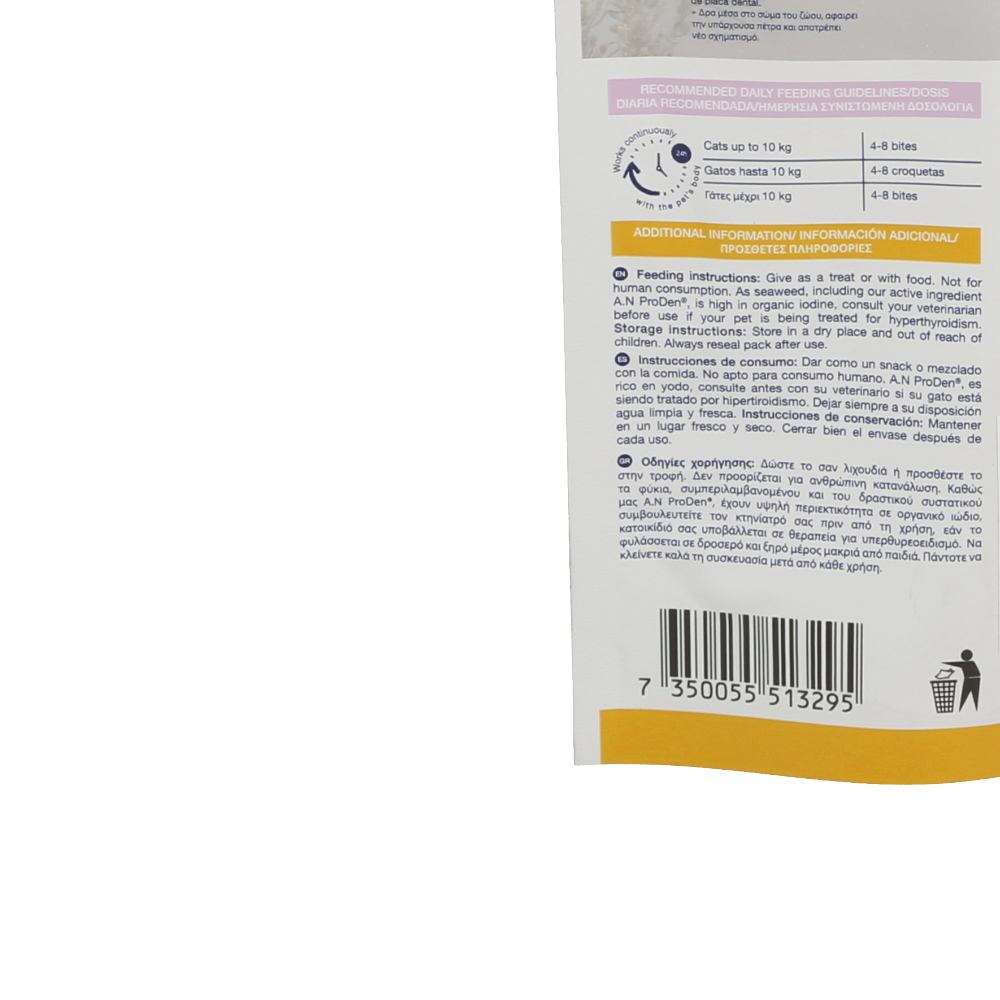 de placa dental.
- Δρα μέσα στο σώμα του ζώου, αφαιρει
την υπάρχουσα πέτρα και αποτρέπει
νέο σχηματισμό.
RECOMMENDED DAILY FEEDING GUIDELINES/DOSIS
DIARIA RECOMENDADA/ΗΜΕΡΗΣΙΑ ΣΥΝΙΣΤΩΜΕΝΗ ΔΟΣΟΛΟΓΙΑ
Works continuously
24h
with the pet's body
Cats up to 10 kg 4-8 bites
Gatos hasta 10 kg 4-8 croquetas
Γάτες μέχρι 10 kg 4-8 bites
ADDITIONAL INFORMATION/ INFORMACIÓN ADICIONAL/
ΠΡΟΣΘΕΤΕΣ ΠΛΗΡΟΦΟΡΙΕΣ
EN Feeding instructions: Give as a treat or with food. Not for
human consumption. As seaweed, including our active ingredient
A.N ProDen®, is high in organic iodine, consult your veterinarian
before use if your pet is being treated for hyperthyroidism.
Storage instructions: Store in a dry place and out of reach of
children. Always reseal pack after use.
ES Instrucciones de consumo: Dar como un snack o mezclado
con la comida. No apto para consumo humano. A.N ProDen®, es
rico en yodo, consulte antes con su veterinario si su gato está
siendo tratado por hipertiroidismo. Dejar siempre a su disposición
agua limpia y fresca. Instrucciones de conservación: Mantener
en un lugar fresco y seco. Cerrar bien el envase después de
cada uso.
GR Οδηγίες χορήγησης: Δώστε το σαν λιχουδιά ή προσθέστε το
στην τροφή. Δεν προορίζεται για ανθρώπινη κατανάλωση. Καθώς
τα φύκια, συμπεριλαμβανομένου και του δραστικού συστατικού
μας A.N ProDen®, έχουν υψηλή περιεκτικότητα σε οργανικό ιώδιο,
συμβουλευτείτε τον κτηνίατρό σας πριν από τη χρήση, εάν το
κατοικίδιό σας υποβάλλεται σε θεραπεία για υπερθυρεοειδισμό. Να
φυλάσσεται σε δροσερό και ξηρό μέρος μακριά από παιδιά. Πάντοτε να
κλείνετε καλά τη συσκευασία μετά από κάθε χρήση.
7 350055 513295